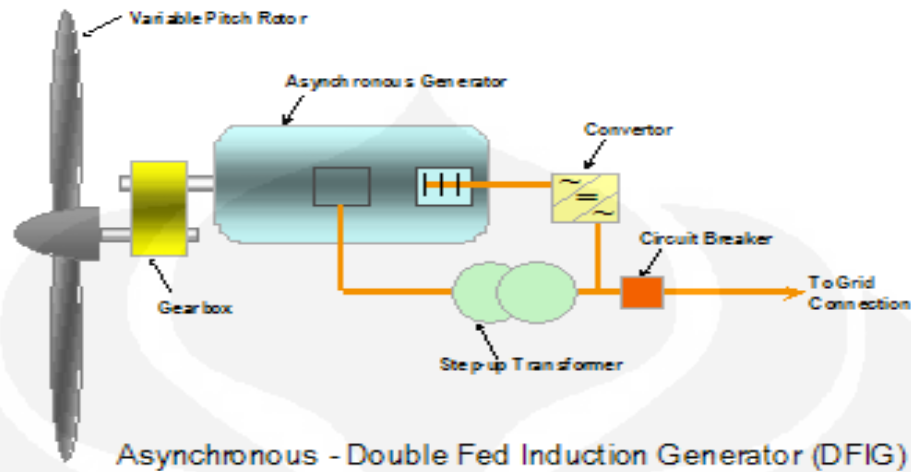 Variable Pitch Rotor
Asynchronous Generator
Convertor
Circuit Breaker
To Grid
Connection
Gearbox
Step-up Transformer
Asynchronous - Double Fed Induction Generator (DFIG)